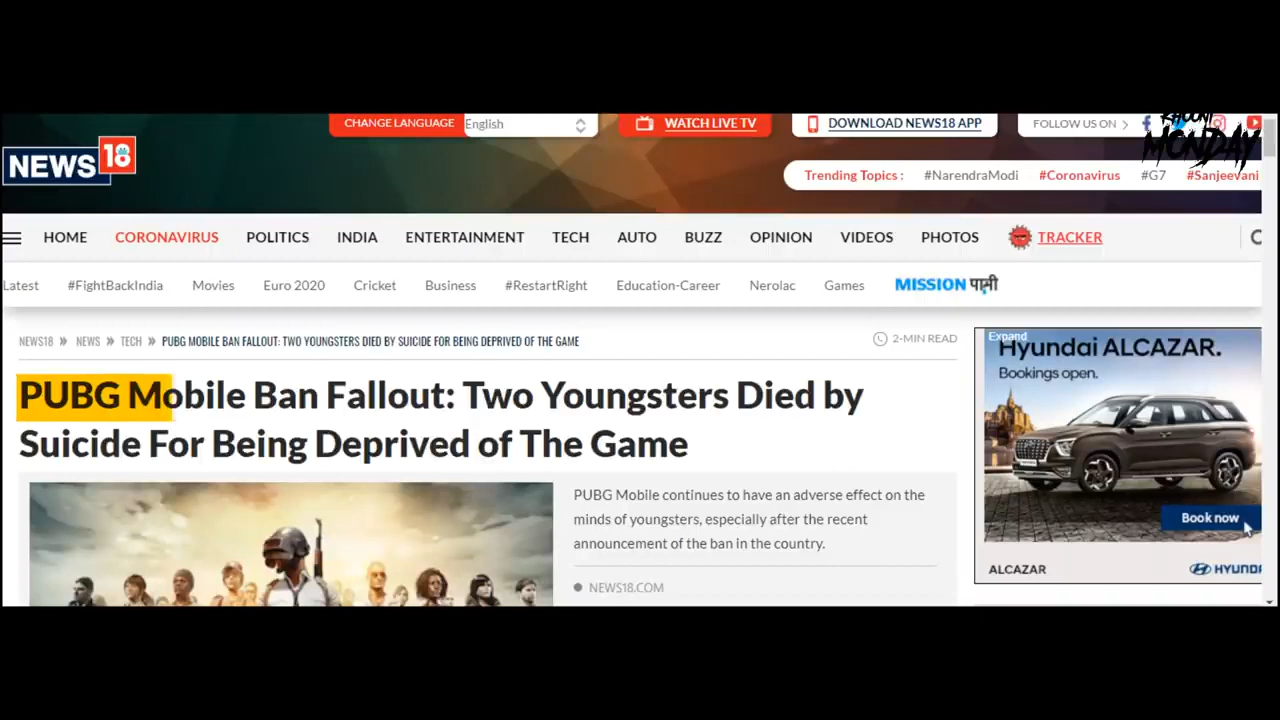 CHANGE LANGUAGE English WATCH LIVE TV DOWNLOAD NEWS18 APP FOLLOW US ON
MONDAY
NEWS18
Trending Topics : #NarendraModi #Coronavirus #G7 #Sanjeevani
HOME CORONAVIRUS POLITICS INDIA ENTERTAINMENT TECH AUTO BUZZ OPINION VIDEOS PHOTOS TRACKER
Latest #FightBackIndia Movies Euro 2020 Cricket Business #RestartRight Education-Career Nerolac Games MISSION पानी
NEWS18 » NEWS » TECH » PUBG MOBILE BAN FALLOUT: TWO YOUNGSTERS DIED BY SUICIDE FOR BEING DEPRIVED OF THE GAME
2-MIN READ
PUBG Mobile Ban Fallout: Two Youngsters Died by
Suicide For Being Deprived of The Game
PUBG Mobile continues to have an adverse effect on the
minds of youngsters, especially after the recent
announcement of the ban in the country.
NEWS18.COM
Expand
Hyundai ALCAZAR.
Bookings open.
Book now
ALCAZAR HYUND